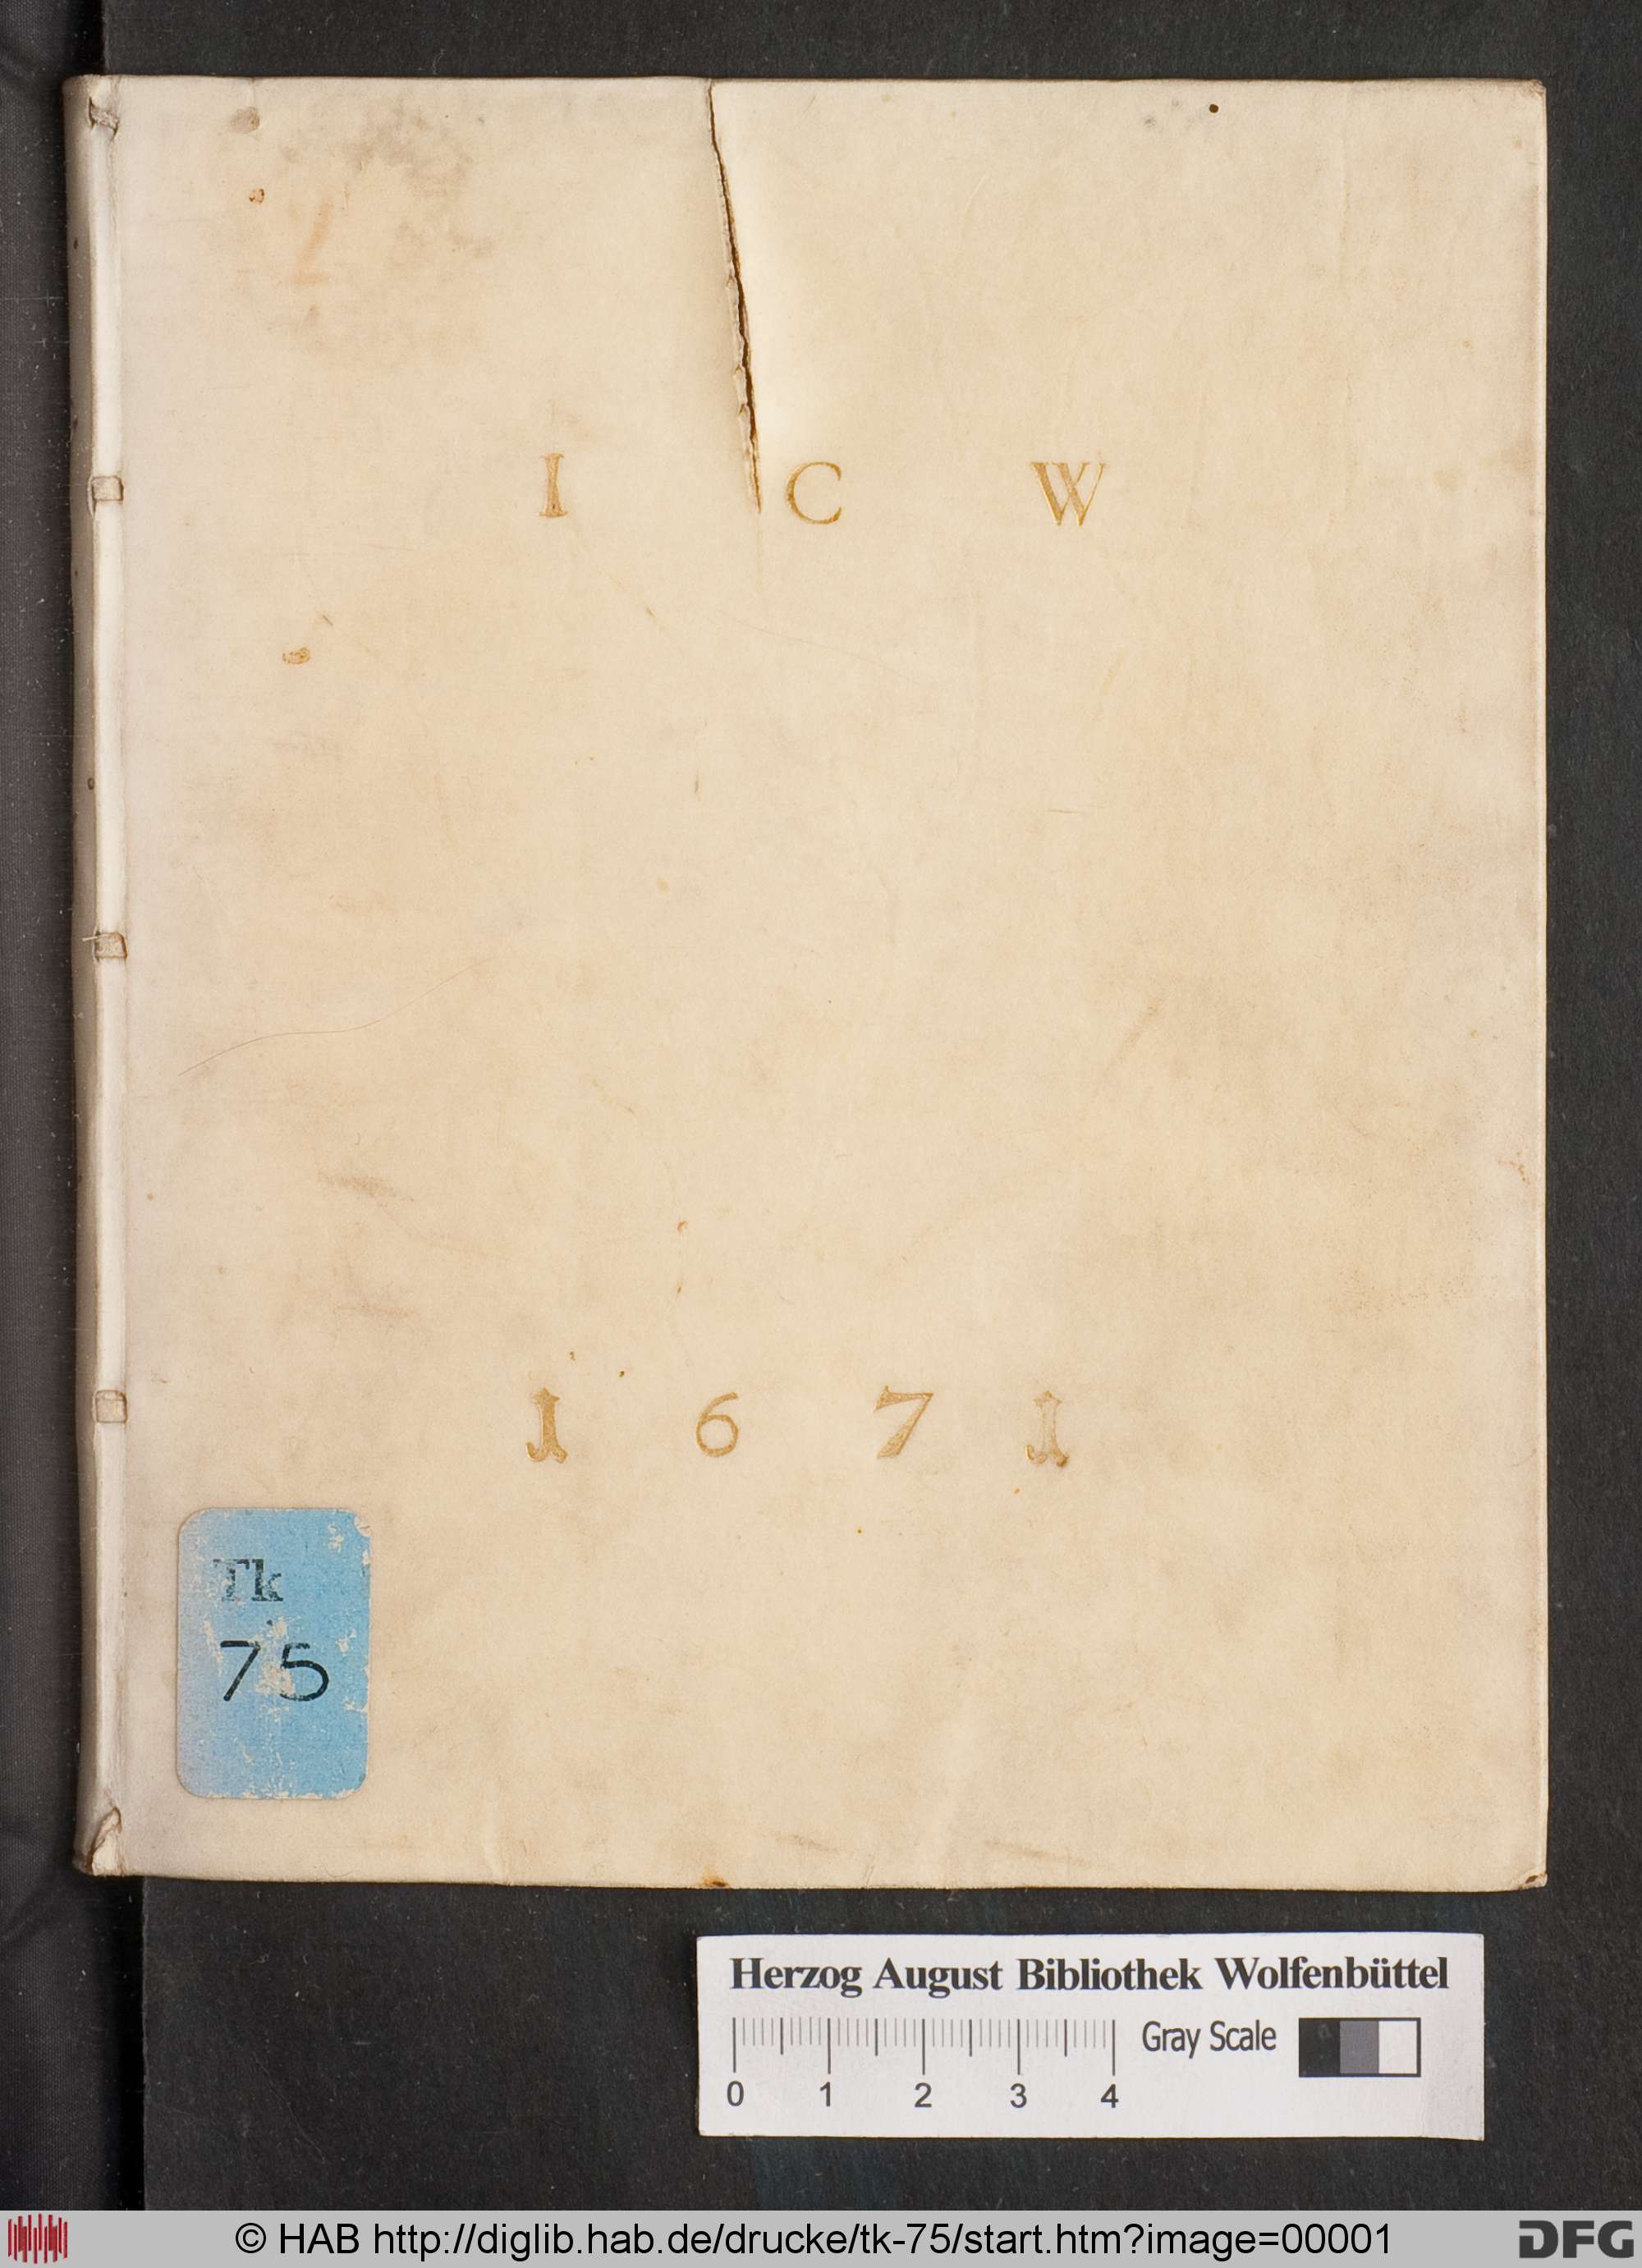 I C W
1 6 7 1
Tk
75
Herzog August Bibliothek Wolfenbüttel
Gray Scale
0 1 2 3 4
© HAB http://diglib.hab.de/drucke/tk-75/start.htm?image=00001
DFG